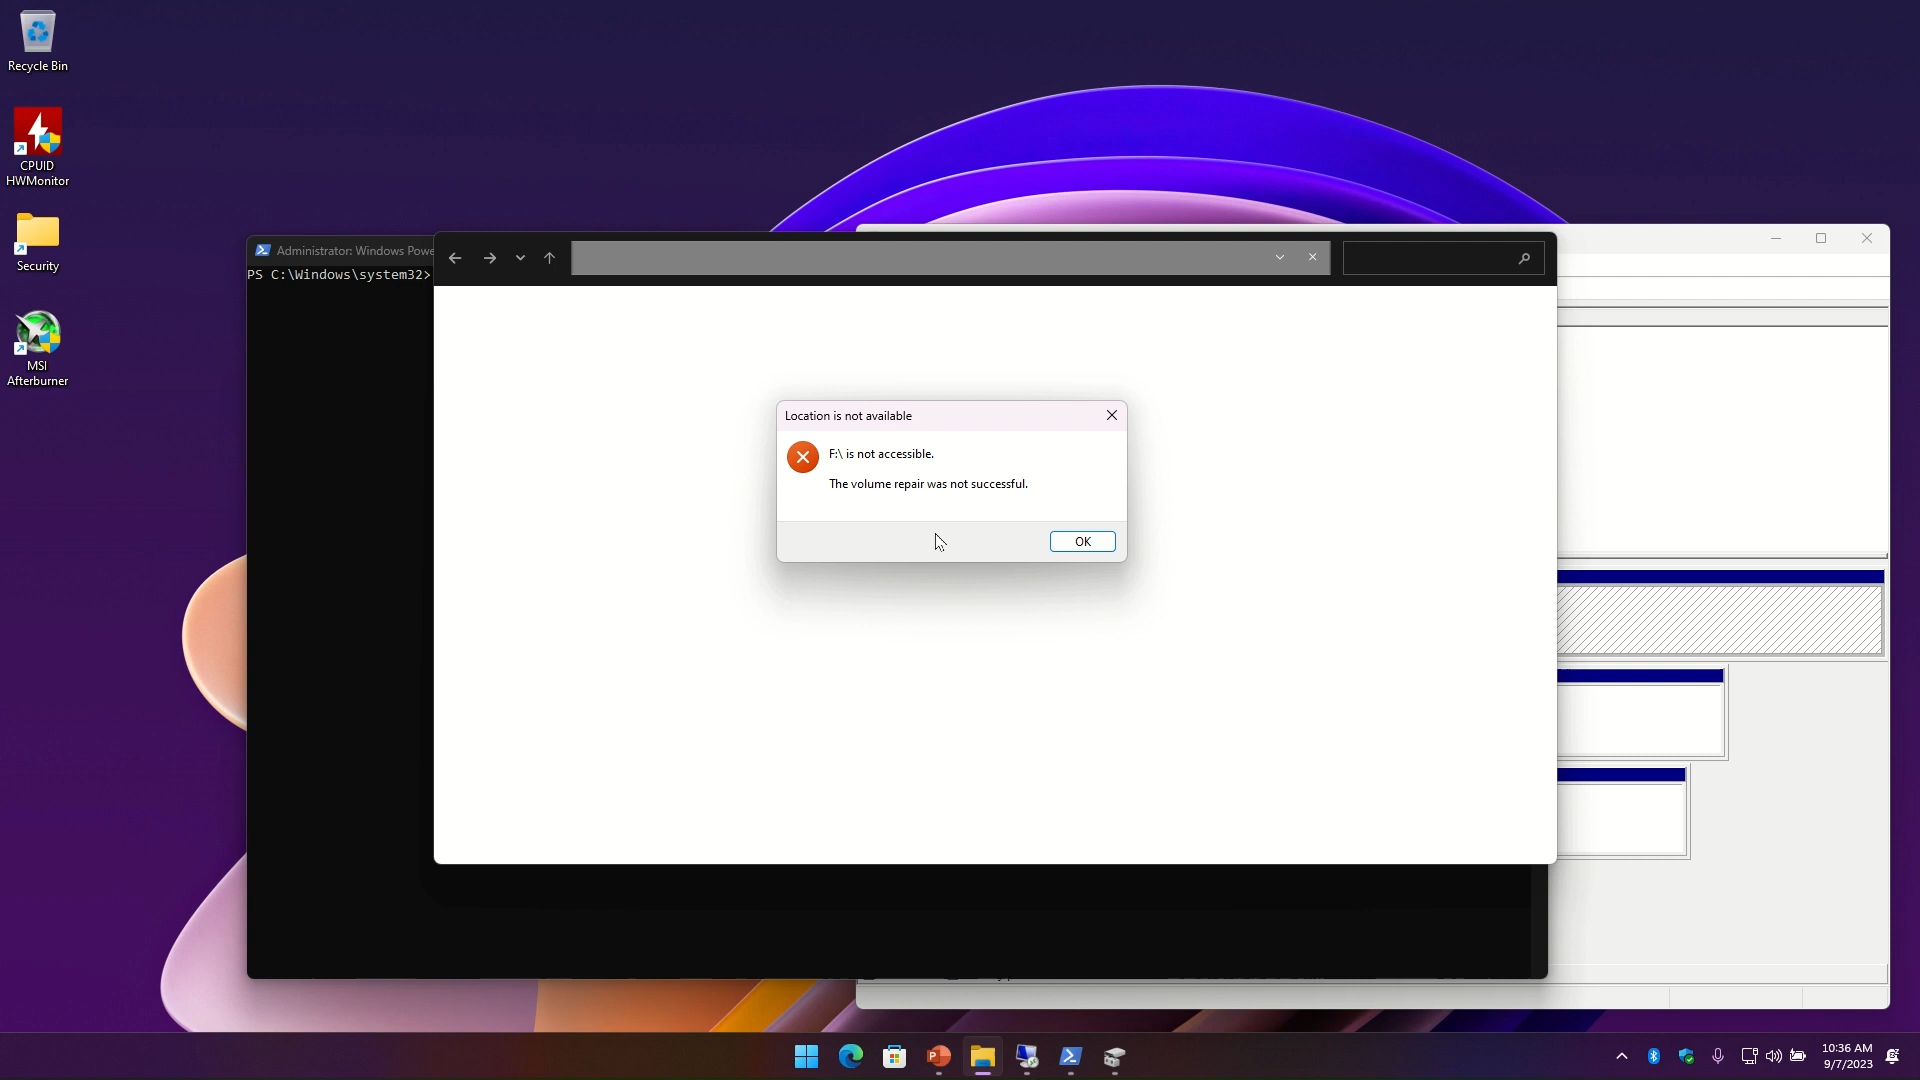 Recycle Bin
CPUID
HWMonitor
Security
MSI
Afterburner
Administrator: Windows Powe
PS C:\Windows\system32>
Location is not available
F:\ is not accessible.
The volume repair was not successful.
OK
10:36 AM
9/7/2023